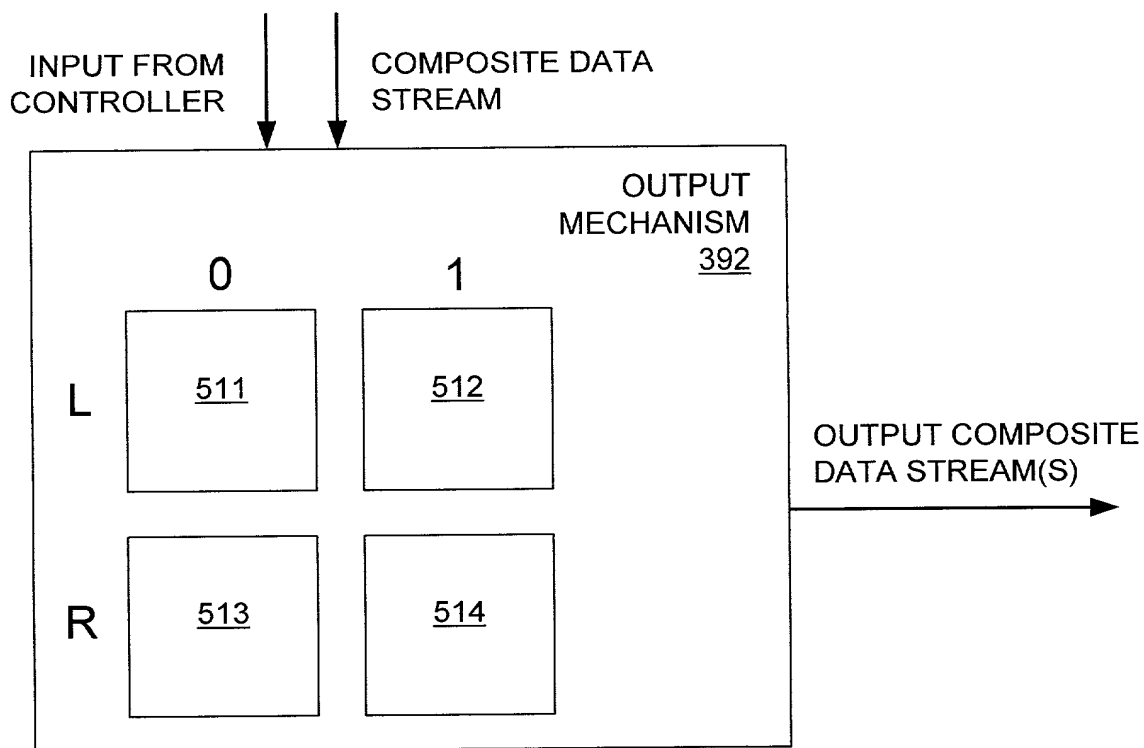 INPUT FROM
CONTROLLER
COMPOSITE DATA
STREAM
OUTPUT
MECHANISM
392
0 1
L 511 512
OUTPUT COMPOSITE
DATA STREAM(S)
R 513 514